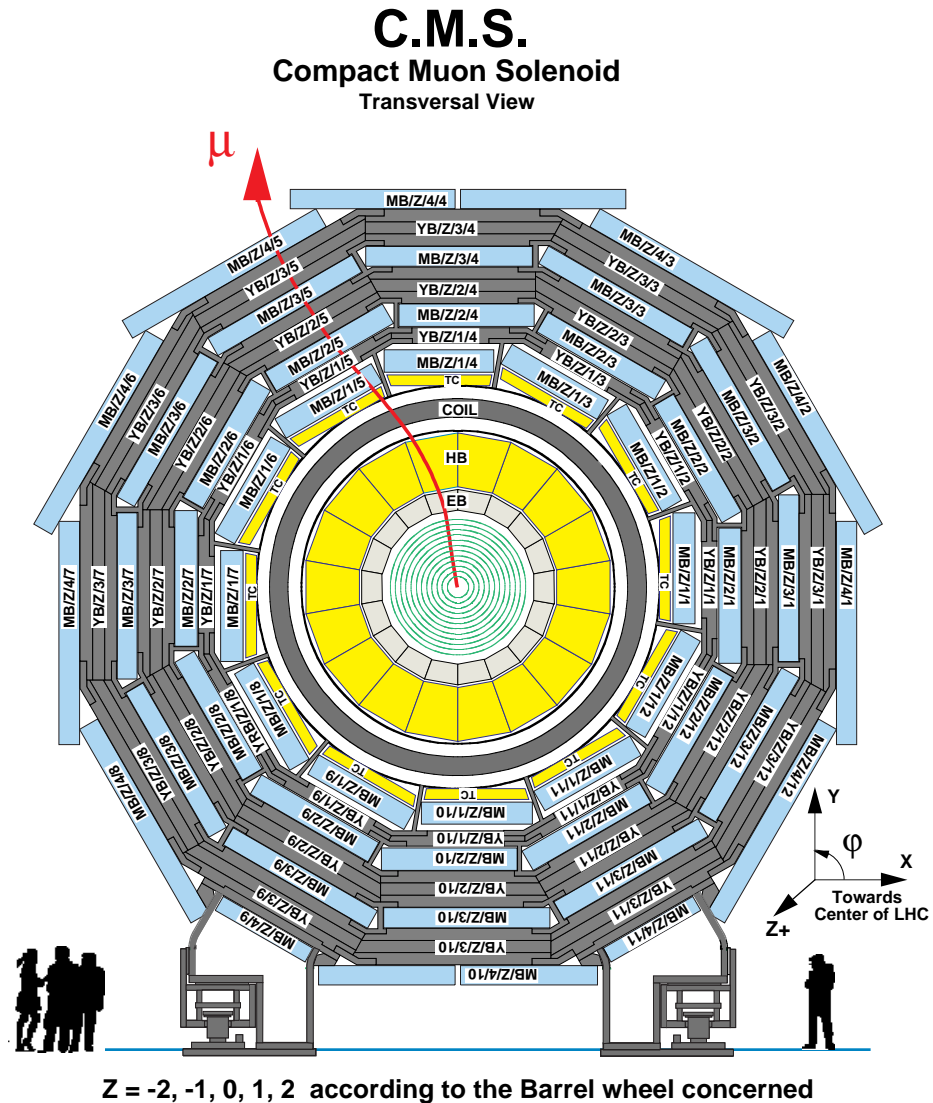 C.M.S.
Compact Muon Solenoid
Transversal View
μ
MB/Z/4/4
YB/Z/3/4
MB/Z/3/4
YB/Z/2/4
MB/Z/2/4
YB/Z/1/4
MB/Z/1/4
TC
MB/Z/4/5
YB/Z/3/5
MB/Z/3/5
YB/Z/2/5
MB/Z/2/5
YB/Z/1/5
MB/Z/1/5
TC
MB/Z/4/3
YB/Z/3/3
MB/Z/3/3
YB/Z/2/3
MB/Z/2/3
YB/Z/1/3
MB/Z/1/3
TC
MB/Z/4/6
YB/Z/3/6
MB/Z/3/6
YB/Z/2/6
MB/Z/2/6
YB/Z/1/6
MB/Z/1/6
TC
MB/Z/4/2
YB/Z/3/2
MB/Z/3/2
YB/Z/2/2
MB/Z/2/2
YB/Z/1/2
MB/Z/1/2
TC
COIL
HB
EB
MB/Z/4/7
YB/Z/3/7
MB/Z/3/7
YB/Z/2/7
MB/Z/2/7
YB/Z/1/7
MB/Z/1/7
TC
TC
MB/Z/1/1
YB/Z/1/1
MB/Z/2/1
YB/Z/2/1
MB/Z/3/1
YB/Z/3/1
MB/Z/4/1
MB/Z/4/8
YB/Z/3/8
MB/Z/3/8
YB/Z/2/8
MB/Z/2/8
YRB/Z/1/8
MB/Z/1/8
TC
TC
MB/Z/1/12
YB/Z/1/12
MB/Z/2/12
YB/Z/2/12
MB/Z/3/12
YB/Z/3/12
MB/Z/4/12
TC
MB/Z/1/9
YB/Z/1/9
MB/Z/2/9
YB/Z/2/9
MB/Z/3/9
YB/Z/3/9
MB/Z/4/9
TC
MB/Z/1/11
YB/Z/1/11
MB/Z/2/11
YB/Z/2/11
MB/Z/3/11
YB/Z/3/11
MB/Z/4/11
TC
MB/Z/1/10
YB/Z/1/10
MB/Z/2/10
YB/Z/2/10
MB/Z/3/10
YB/Z/3/10
MB/Z/4/10
Y
φ
X
Towards
Center of LHC
Z+
Z = -2, -1, 0, 1, 2 according to the Barrel wheel concerned